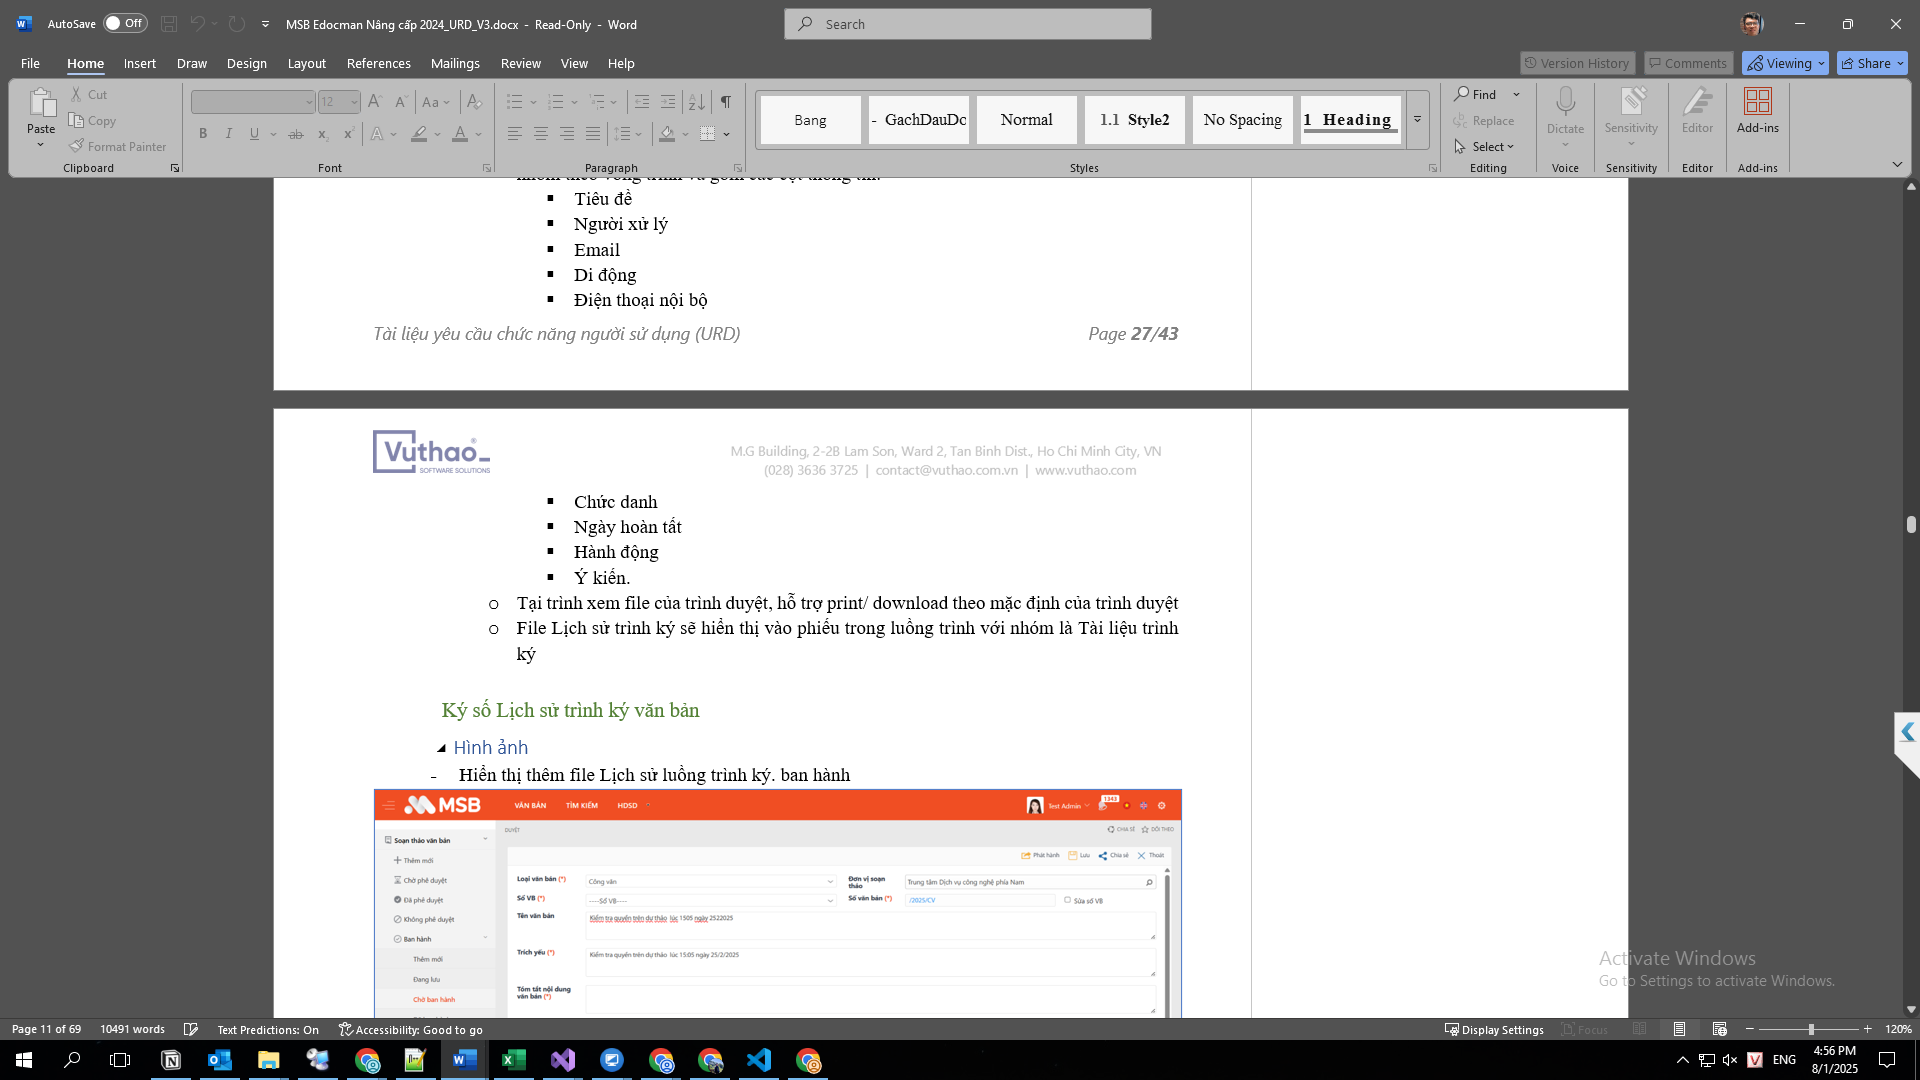 AutoSave Off MSB Edocman Nâng cấp 2024_URD_V3.docx - Read-Only - Word Search
File Home Insert Draw Design Layout References Mailings Review View Help Version History Comments Viewing Share
Paste Cut Copy Format Painter
12 Aa
Bang - GachDauDo Normal 1.1 Style2 No Spacing 1 Heading
Find Replace Select
Dictate Sensitivity Editor Add-ins
Clipboard Font Paragraph Styles Editing Voice Sensitivity Editor Add-ins
nhóm theo vòng trình và gồm các cột thông tin:
▪ Tiêu đề
▪ Người xử lý
▪ Email
▪ Di động
▪ Điện thoại nội bộ
Tài liệu yêu cầu chức năng người sử dụng (URD) Page 27/43
Vuthao® SOFTWARE SOLUTIONS
M.G Building, 2-2B Lam Son, Ward 2, Tan Binh Dist., Ho Chi Minh City, VN
(028) 3636 3725 | contact@vuthao.com.vn | www.vuthao.com
▪ Chức danh
▪ Ngày hoàn tất
▪ Hành động
▪ Ý kiến.
o Tại trình xem file của trình duyệt, hỗ trợ print/ download theo mặc định của trình duyệt
o File Lịch sử trình ký sẽ hiển thị vào phiếu trong luồng trình với nhóm là Tài liệu trình
ký
Ký số Lịch sử trình ký văn bản
Hình ảnh
- Hiển thị thêm file Lịch sử luồng trình ký. ban hành
MSB VĂN BẢN TÌM KIẾM HDSD Test Admin 1343
Soạn thảo văn bản DUYỆT CHIA SẺ DÕI THEO
Thêm mới
Chờ phê duyệt
Đã phê duyệt
Không phê duyệt
Ban hành
Thêm mới
Đang lưu
Chờ ban hành
Phát hành Lưu Chia sẻ Thoát
Loại văn bản (*) Công văn Đơn vị soạn thảo Trung tâm Dịch vụ công nghệ phía Nam
Sổ VB (*) ----Sổ VB---- Số văn bản (*) /2025/CV Sửa số VB
Tên văn bản Kiểm tra quyền trên dự thảo lúc 1505 ngày 2522025
Trích yếu (*) Kiểm tra quyền trên dự thảo lúc 15:05 ngày 25/2/2025
Tóm tắt nội dung văn bản (*)
Activate Windows
Go to Settings to activate Windows.
Page 11 of 69 10491 words Text Predictions: On Accessibility: Good to go Display Settings Focus 120%
ENG 4:56 PM
8/1/2025